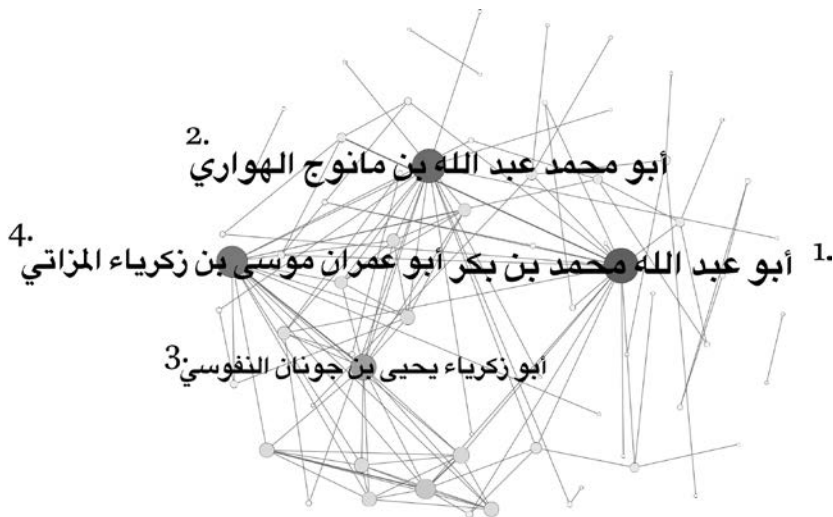 2. أبو محمد عبد الله بن مانوج الهواري
1. أبو عبد الله محمد بن بكر
4. أبو عمران موسى بن زكرياء المزاتي
3. أبو زكرياء يحيى بن جونان النفوسي